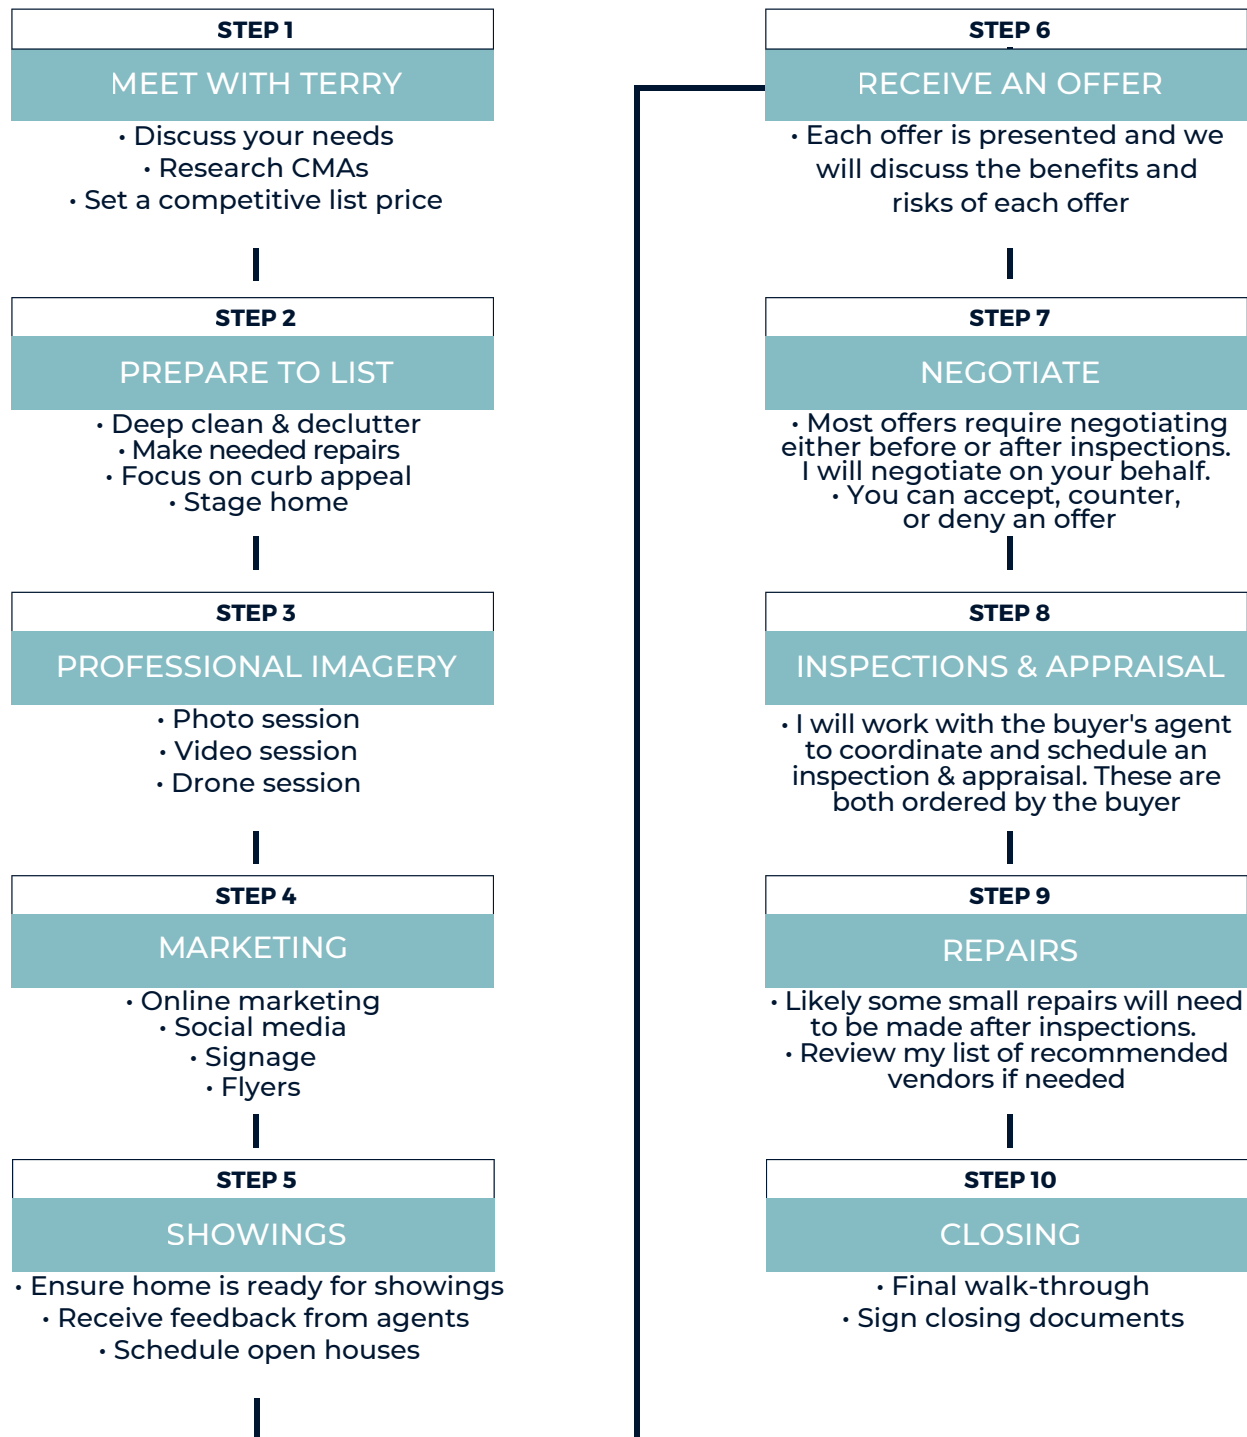 STEP 1
MEET WITH TERRY
• Discuss your needs
• Research CMAs
• Set a competitive list price
STEP 2
PREPARE TO LIST
• Deep clean & declutter
• Make needed repairs
• Focus on curb appeal
• Stage home
STEP 3
PROFESSIONAL IMAGERY
• Photo session
• Video session
• Drone session
STEP 4
MARKETING
• Online marketing
• Social media
• Signage
• Flyers
STEP 5
SHOWINGS
• Ensure home is ready for showings
• Receive feedback from agents
• Schedule open houses
STEP 6
RECEIVE AN OFFER
• Each offer is presented and we
will discuss the benefits and
risks of each offer
STEP 7
NEGOTIATE
• Most offers require negotiating
either before or after inspections.
I will negotiate on your behalf.
• You can accept, counter,
or deny an offer
STEP 8
INSPECTIONS & APPRAISAL
• I will work with the buyer's agent
to coordinate and schedule an
inspection & appraisal. These are
both ordered by the buyer
STEP 9
REPAIRS
• Likely some small repairs will need
to be made after inspections.
• Review my list of recommended
vendors if needed
STEP 10
CLOSING
• Final walk-through
• Sign closing documents